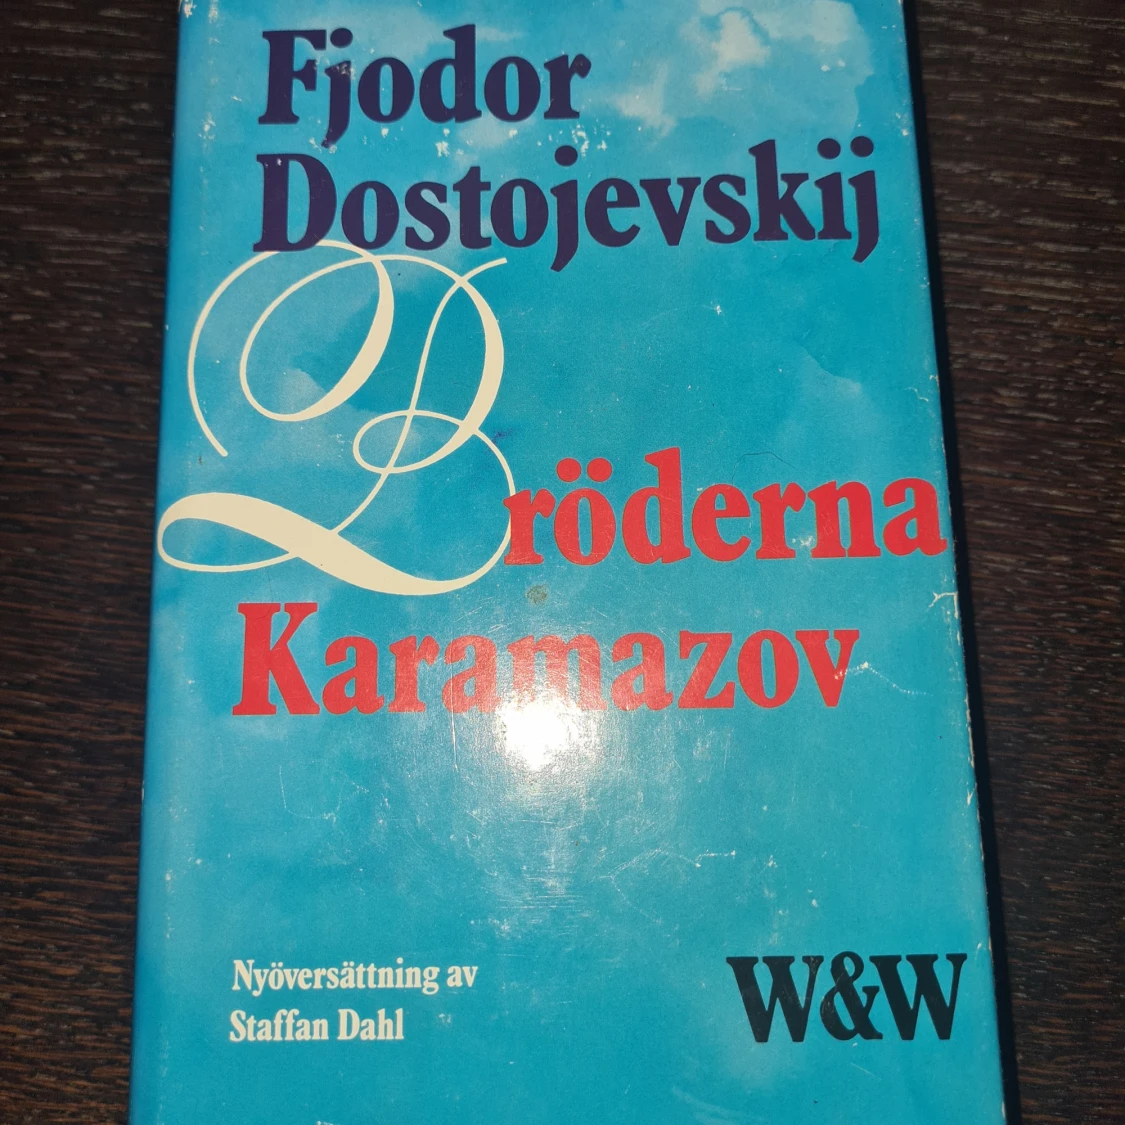 Fjodor
Dostojevskij
Bröderna
Karamazov
Nyöversättning av
Staffan Dahl
W&W